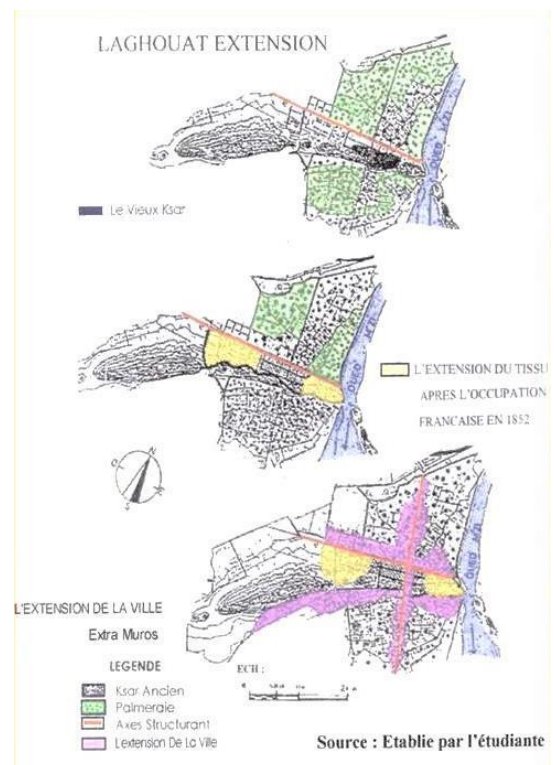 LAGHOUAT EXTENSION
Le Vieux Ksar
L'EXTENSION DU TISSU
APRES L'OCCUPATION
FRANCAISE EN 1852
L'EXTENSION DE LA VILLE
Extra Muros
LEGENDE
Ksar Ancien
Palmeraie
Axes Structurant
L'extension De La Ville
ECH :
Source : Etablie par l'étudiante